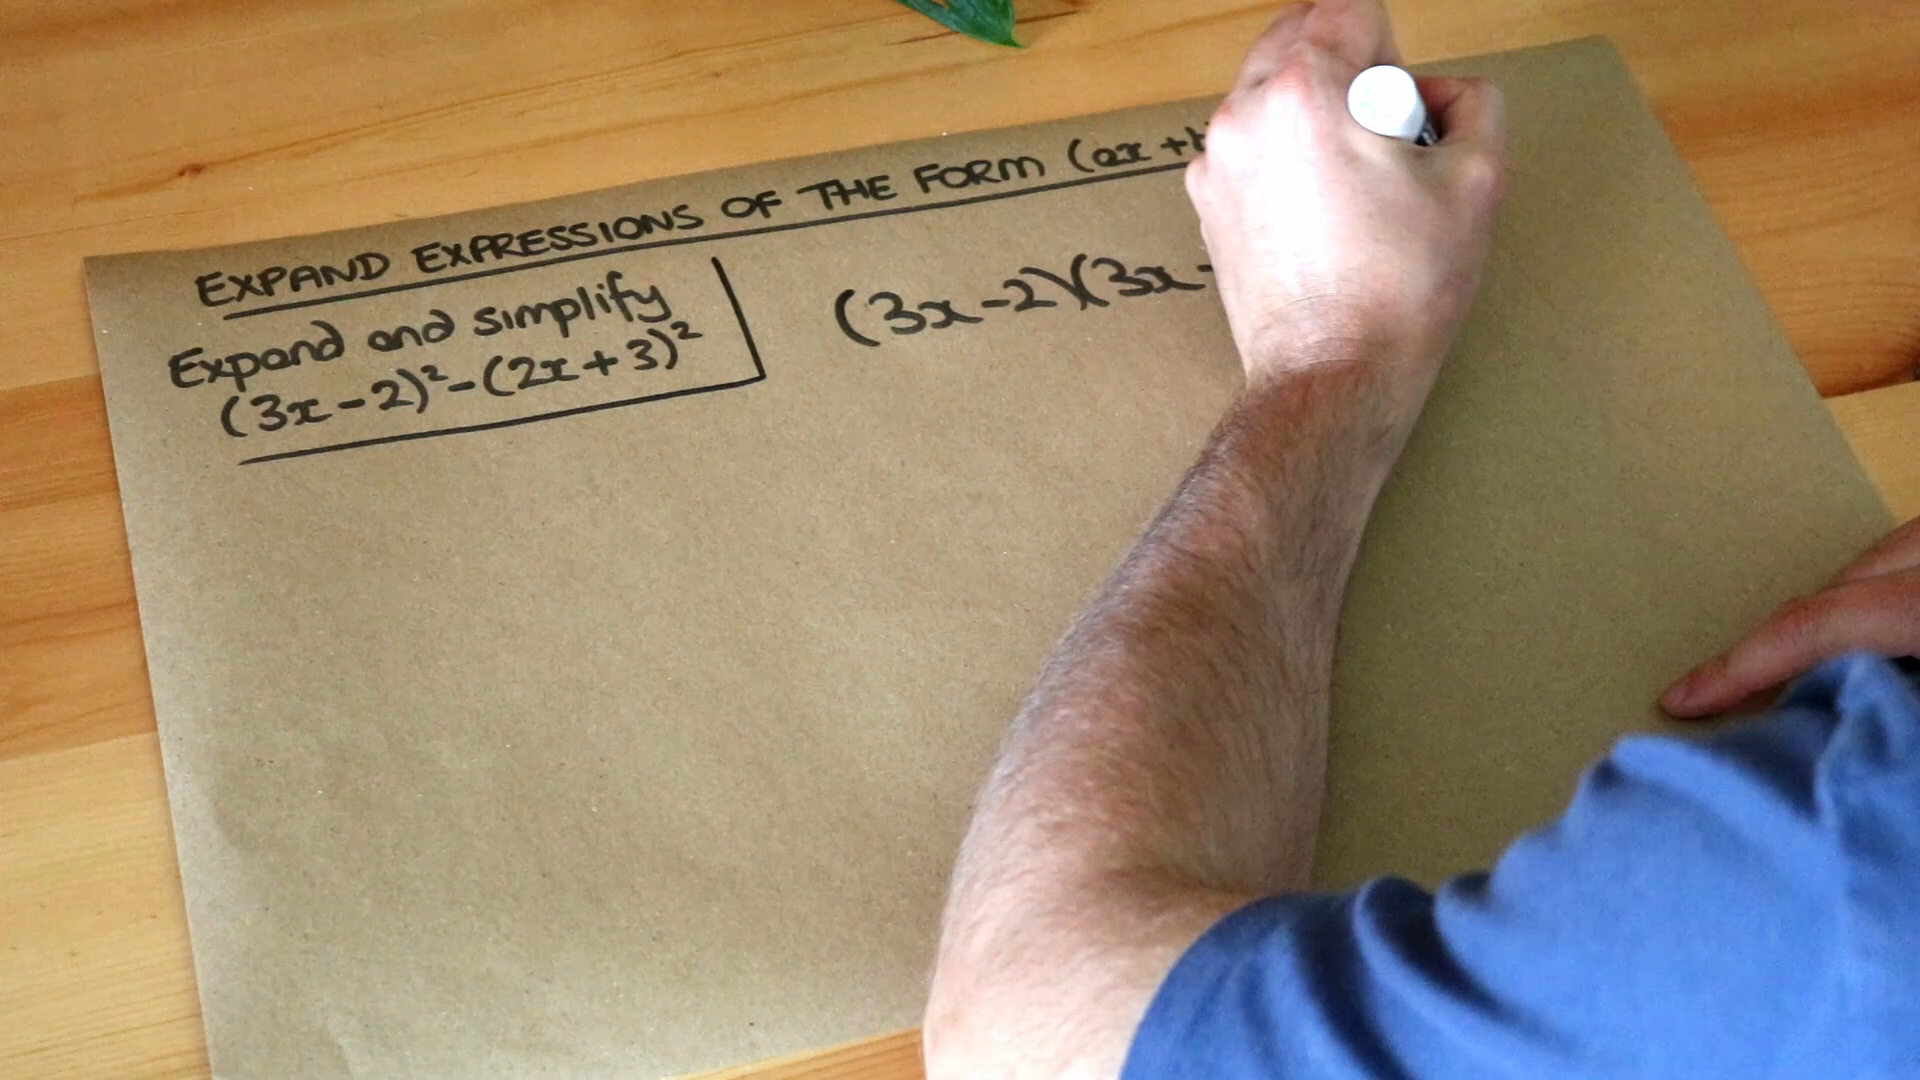 EXPAND EXPRESSIONS OF THE FORM (ax +
Expand and simplify
(3x - 2)² - (2x + 3)²
(3x - 2)(3x -